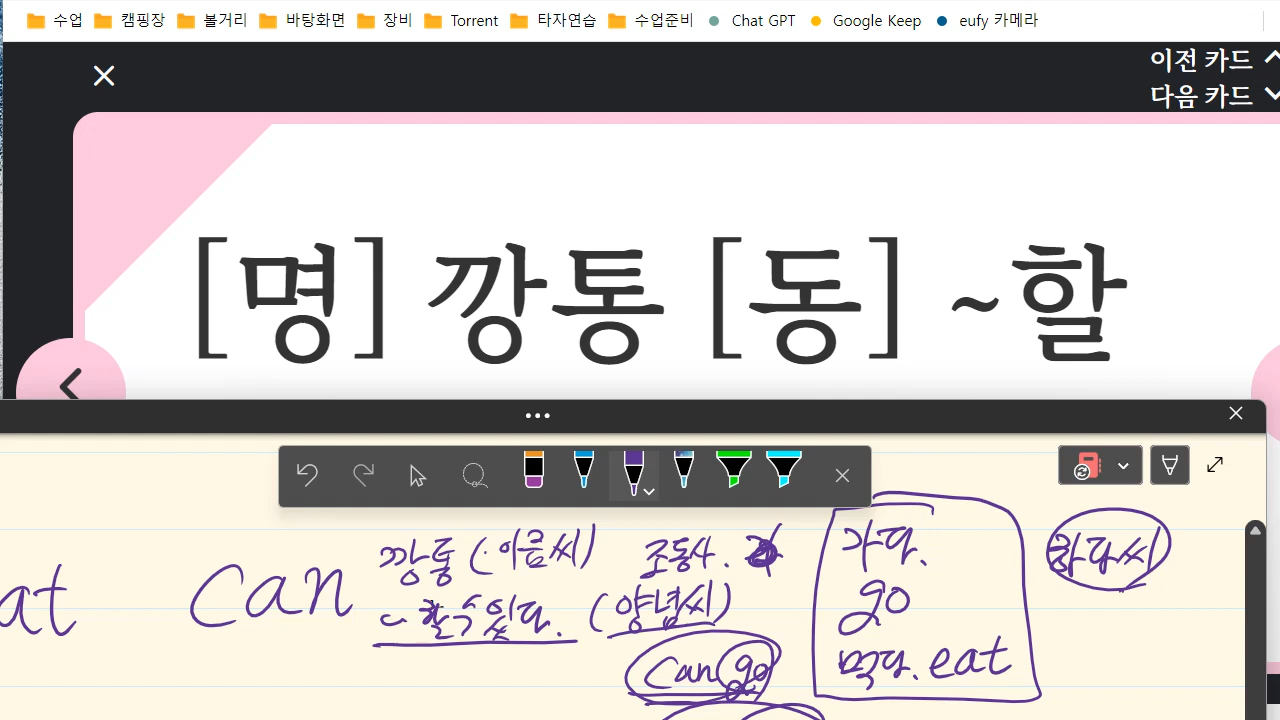 수업 캠핑장 볼거리 바탕화면 장비 Torrent 타자연습 수업준비 Chat GPT Google Keep eufy 카메라
이전 카드
다음 카드
[명] 깡통 [동] ~할
at can 깡통 (이름씨) 조동사. 가다. 하다씨
~할 수 있다. (양념씨) go
can go 먹다. eat